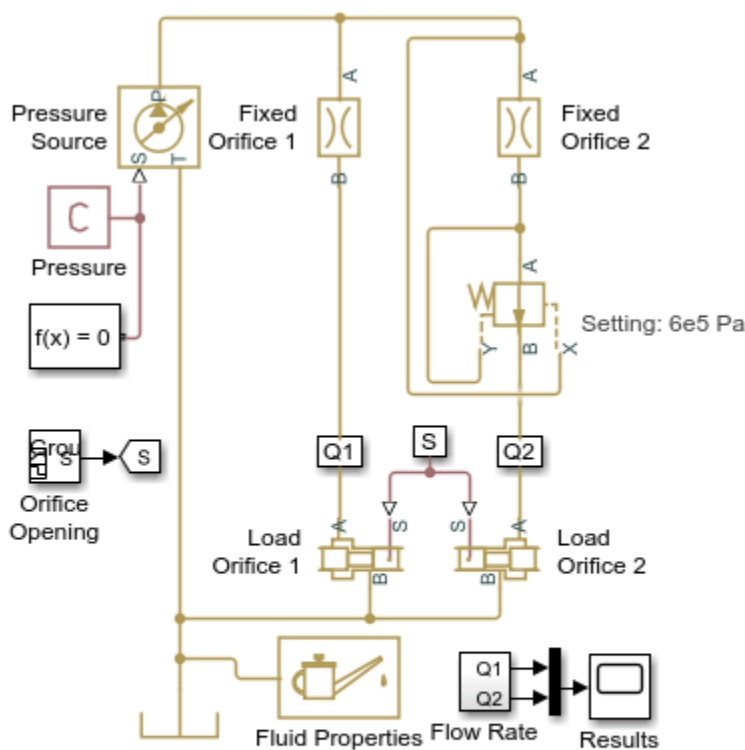 A
A
Pressure
Source
P
S
T
Fixed
Orifice 1
Fixed
Orifice 2
B
B
C
Pressure
A
f(x) = 0
Setting: 6e5 Pa
Y
B
X
Grou
S
S
Orifice
Opening
Q1
S
Q2
A
S
S
A
Load
Orifice 1
Load
Orifice 2
B
B
Fluid Properties
Q1
Q2
Flow Rate
Results